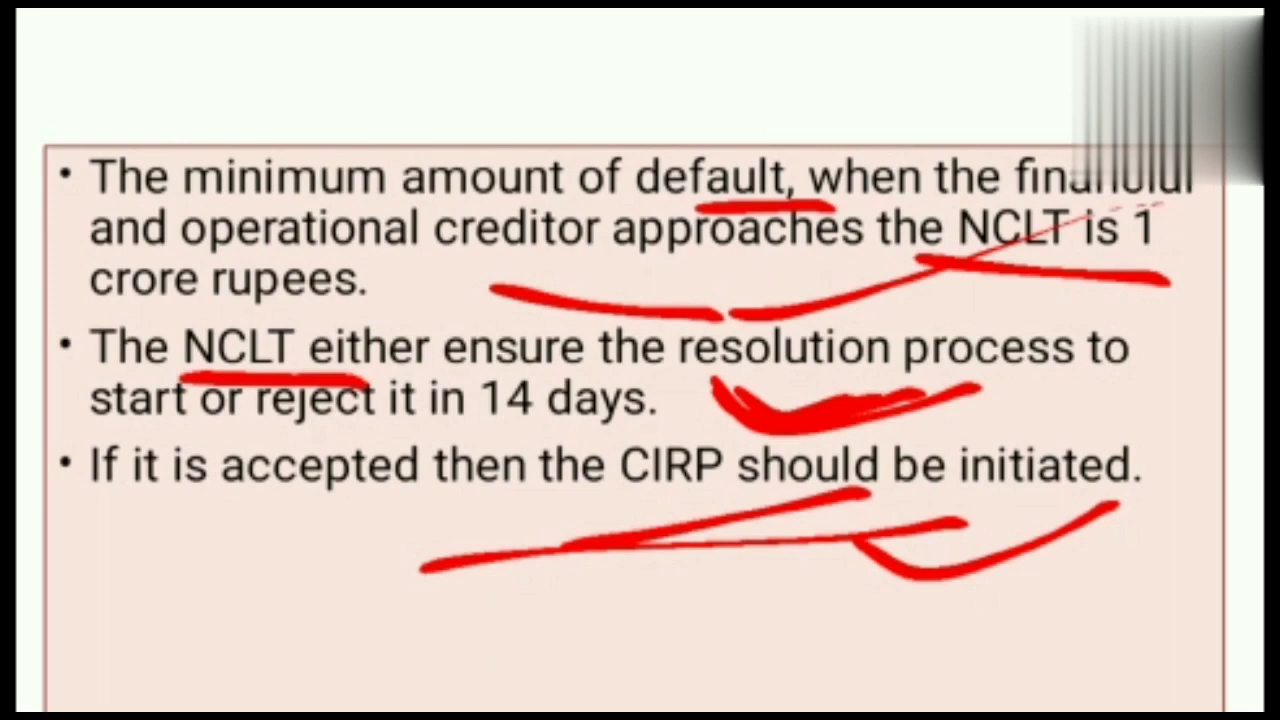 • The minimum amount of default, when the financial
and operational creditor approaches the NCLT is 1
crore rupees.
• The NCLT either ensure the resolution process to
start or reject it in 14 days.
• If it is accepted then the CIRP should be initiated.